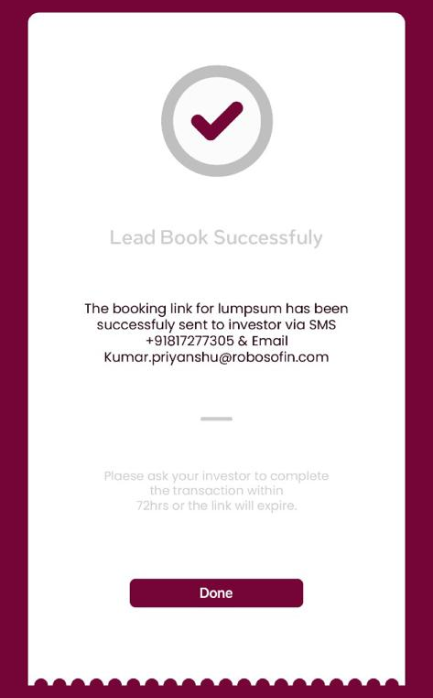 Lead Book Successfuly
The booking link for lumpsum has been
successfuly sent to investor via SMS
+91817277305 & Email
Kumar.priyanshu@robosofin.com
Plaese ask your investor to complete
the transaction within
72hrs or the link will expire.
Done